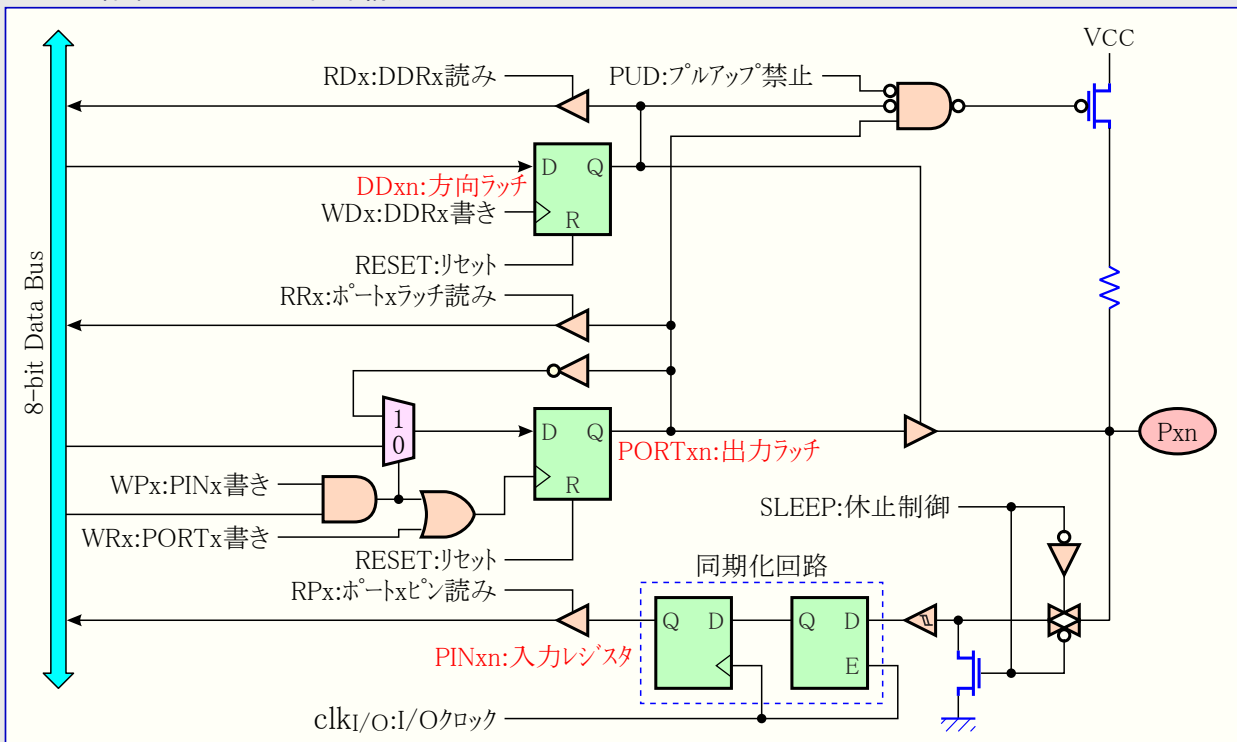 VCC
RDx:DDRx読み
PUD:プルアップ禁止
D Q
DDxn:方向ラッチ
WDx:DDRx書き
R
RESET:リセット
RRx:ポートxラッチ読み
8-bit Data Bus
1
0
D Q
PORTxn:出力ラッチ
Pxn
WPx:PINx書き
R
SLEEP:休止制御
WRx:PORTx書き
RESET:リセット
同期化回路
RPx:ポートxピン読み
Q D
Q D
PINxn:入力レジスタ
E
clkI/O:I/Oクロック